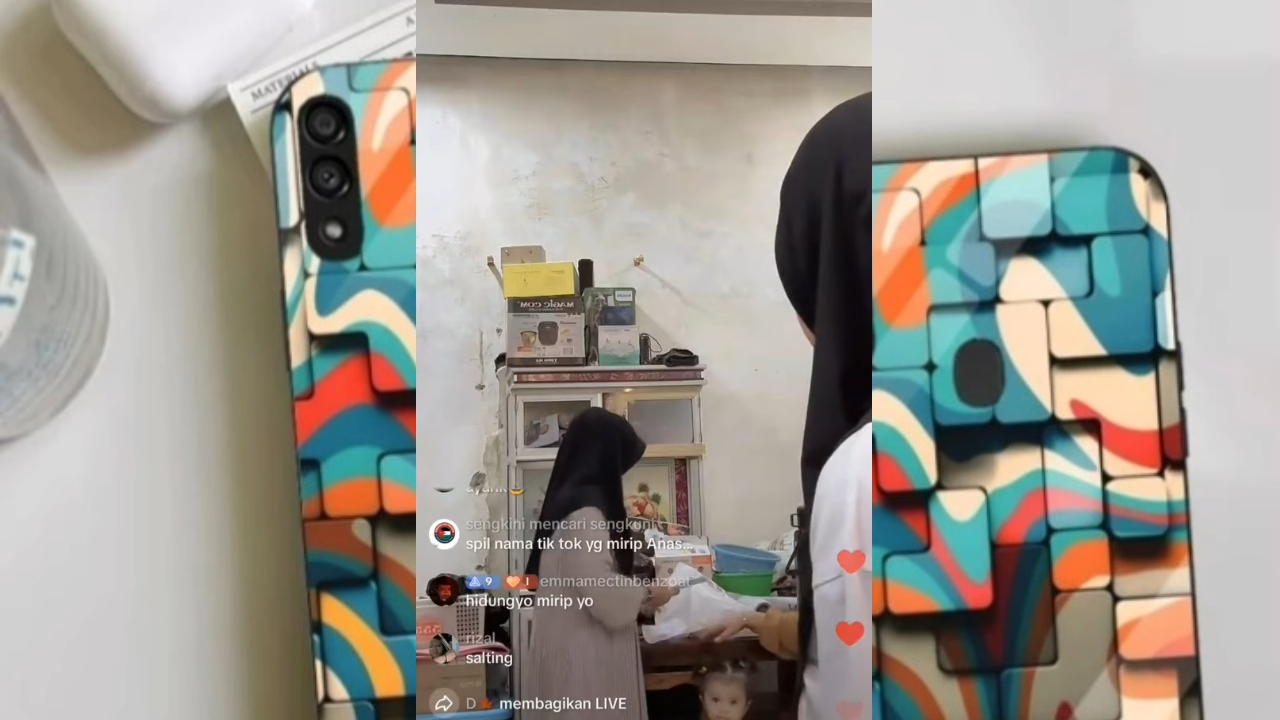 MATERIALS
MAGIC COM
sengkini mencari sengkuni
spil nama tik tok yg mirip Anas...
9
1
emmamectinbenzoat
hidungyo mirip yo
rizal
salting
D membagikan LIVE